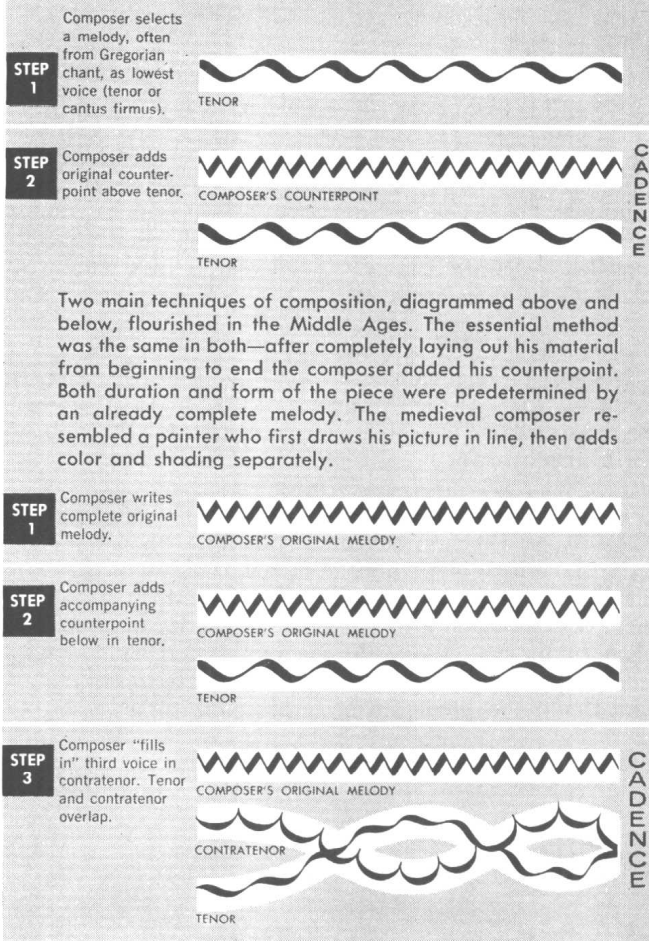 STEP
1
Composer selects
a melody, often
from Gregorian
chant, as lowest
voice (tenor or
cantus firmus).
TENOR
STEP
2
Composer adds
original counter-
point above tenor.
COMPOSER'S COUNTERPOINT
TENOR
CADENCE
Two main techniques of composition, diagrammed above and
below, flourished in the Middle Ages. The essential method
was the same in both—after completely laying out his material
from beginning to end the composer added his counterpoint.
Both duration and form of the piece were predetermined by
an already complete melody. The medieval composer re-
sembled a painter who first draws his picture in line, then adds
color and shading separately.
STEP
1
Composer writes
complete original
melody.
COMPOSER'S ORIGINAL MELODY
STEP
2
Composer adds
accompanying
counterpoint
below in tenor.
COMPOSER'S ORIGINAL MELODY
TENOR
STEP
3
Composer "fills
in" third voice in
contratenor. Tenor
and contratenor
overlap.
COMPOSER'S ORIGINAL MELODY
CONTRATENOR
TENOR
CADENCE